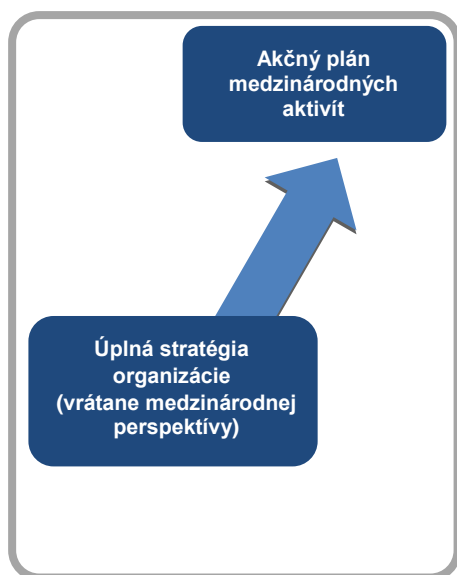 Akčný plán
medzinárodných
aktivít
Úplná stratégia
organizácie
(vrátane medzinárodnej
perspektívy)